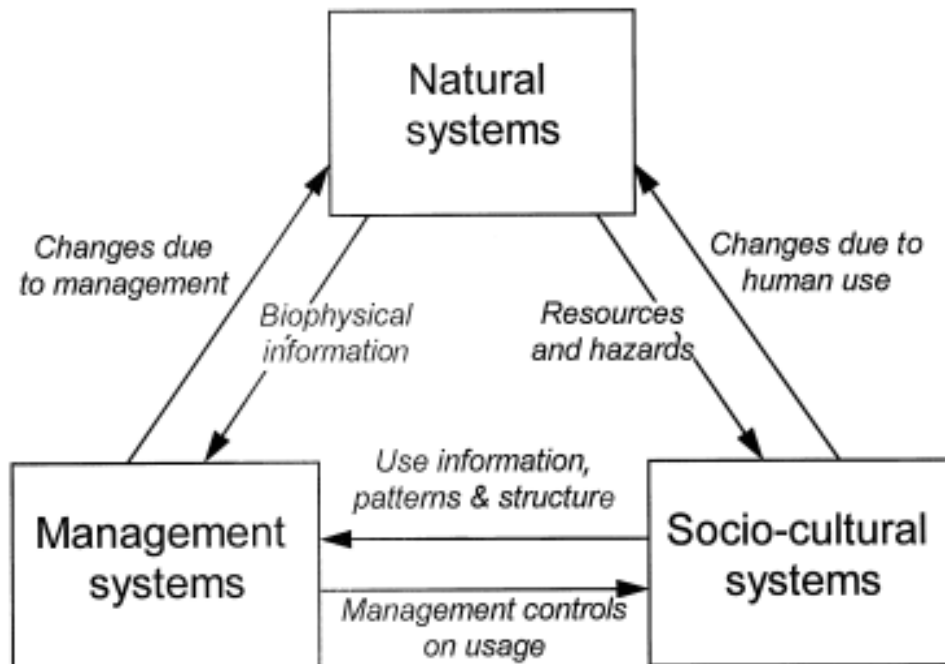 Natural
systems
Changes due
to management
Changes due to
human use
Biophysical
information
Resources
and hazards
Use information,
patterns & structure
Management
systems
Socio-cultural
systems
Management controls
on usage